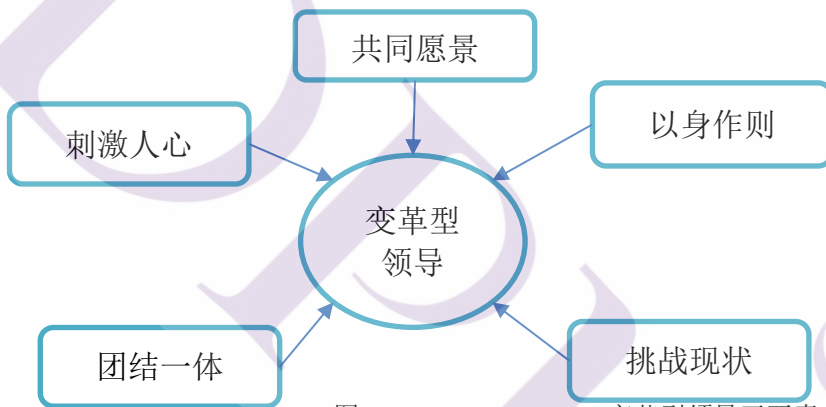 共同愿景
刺激人心
以身作则
变革型
领导
团结一体
挑战现状